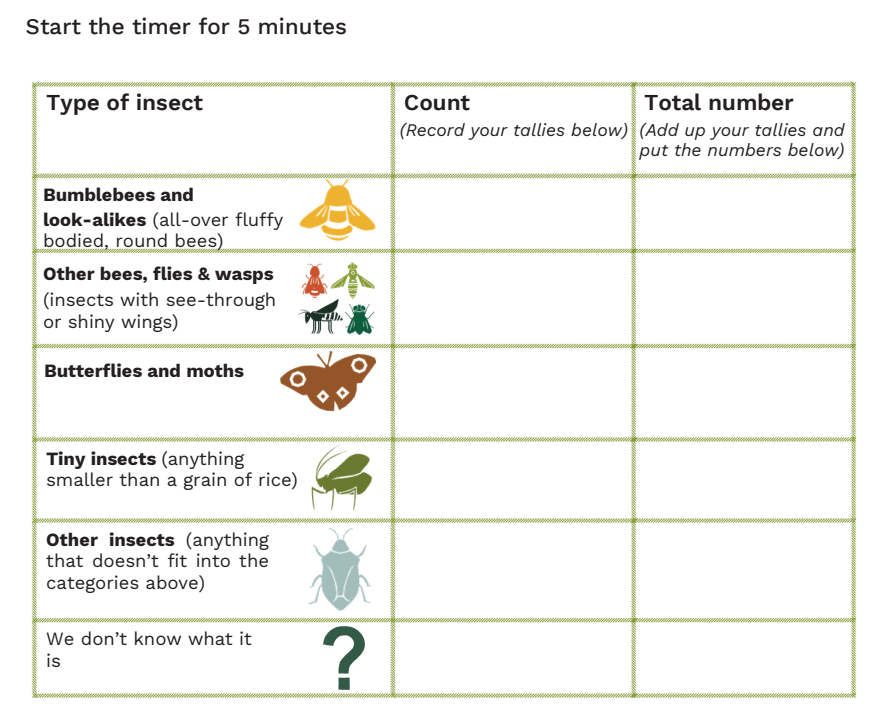 Start the timer for 5 minutes
Type of insect
Count
(Record your tallies below)
Total number
(Add up your tallies and
put the numbers below)
Bumblebees and
look-alikes (all-over fluffy
bodied, round bees)
Other bees, flies & wasps
(insects with see-through
or shiny wings)
Butterflies and moths
Tiny insects (anything
smaller than a grain of rice)
Other insects (anything
that doesn’t fit into the
categories above)
We don’t know what it
is
?